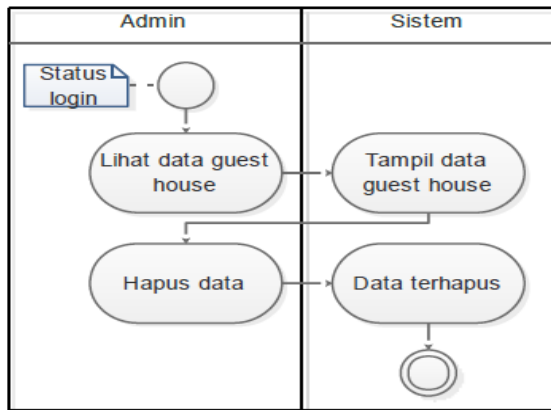 Admin
Sistem
Status
login
Lihat data guest
house
Tampil data
guest house
Hapus data
Data terhapus